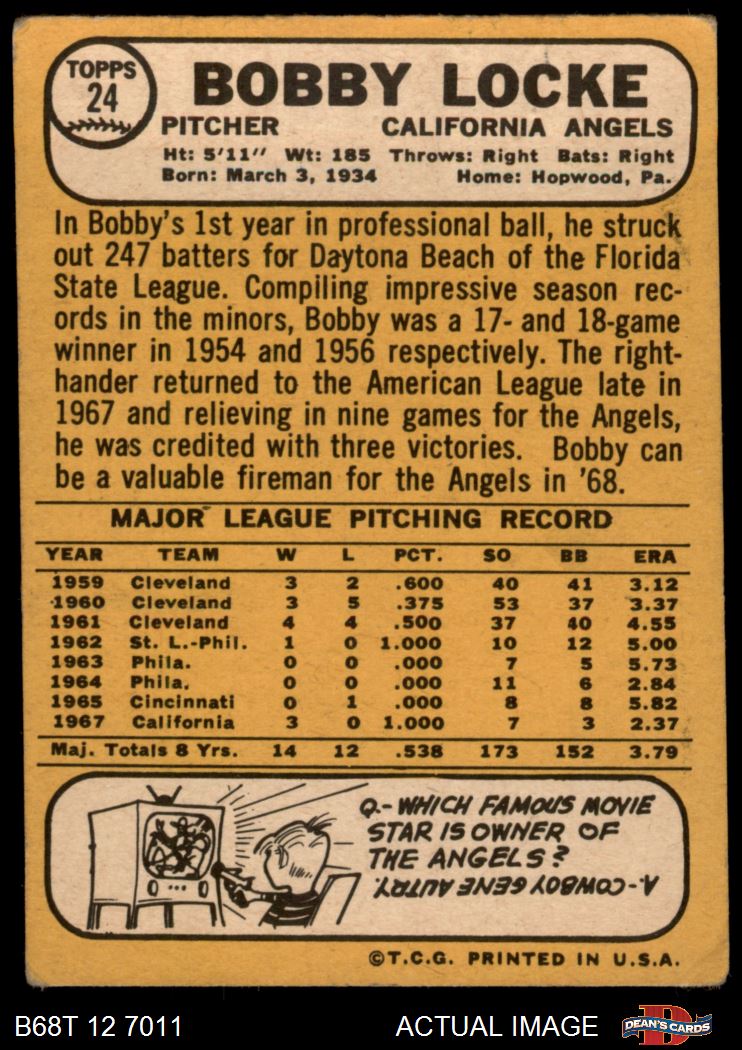 TOPPS
24
BOBBY LOCKE
PITCHER CALIFORNIA ANGELS
Ht: 5'11" Wt: 185 Throws: Right Bats: Right
Born: March 3, 1934 Home: Hopwood, Pa.
In Bobby's 1st year in professional ball, he struck
out 247 batters for Daytona Beach of the Florida
State League. Compiling impressive season rec-
ords in the minors, Bobby was a 17- and 18-game
winner in 1954 and 1956 respectively. The right-
hander returned to the American League late in
1967 and relieving in nine games for the Angels,
he was credited with three victories. Bobby can
be a valuable fireman for the Angels in '68.
MAJOR LEAGUE PITCHING RECORD
YEAR TEAM W L PCT. SO BB ERA
1959 Cleveland 3 2 .600 40 41 3.12
1960 Cleveland 3 5 .375 53 37 3.37
1961 Cleveland 4 4 .500 37 40 4.55
1962 St. L.-Phil. 1 0 1.000 10 12 5.00
1963 Phila. 0 0 .000 7 5 5.73
1964 Phila. 0 0 .000 11 6 2.84
1965 Cincinnati 0 1 .000 8 8 5.82
1967 California 3 0 1.000 7 3 2.37
Maj. Totals 8 Yrs. 14 12 .538 173 152 3.79
Q.- WHICH FAMOUS MOVIE
STAR IS OWNER OF
THE ANGELS?
A.- COWBOY GENE AUTRY.
©T.C.G. PRINTED IN U.S.A.
B68T 12 7011 ACTUAL IMAGE
D
DEAN'S CARDS